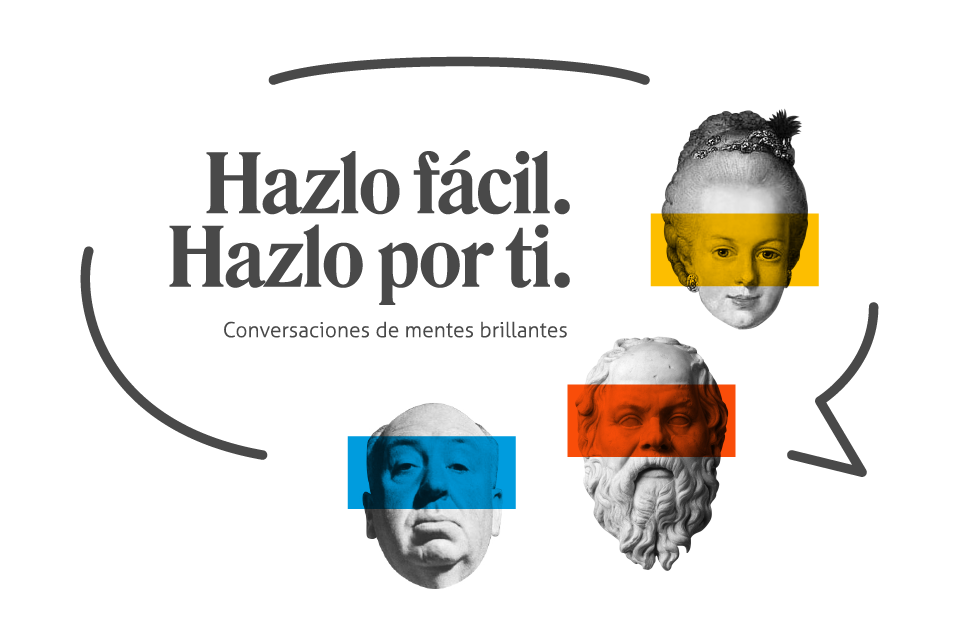 Hazlo fácil.
Hazlo por ti.
Conversaciones de mentes brillantes